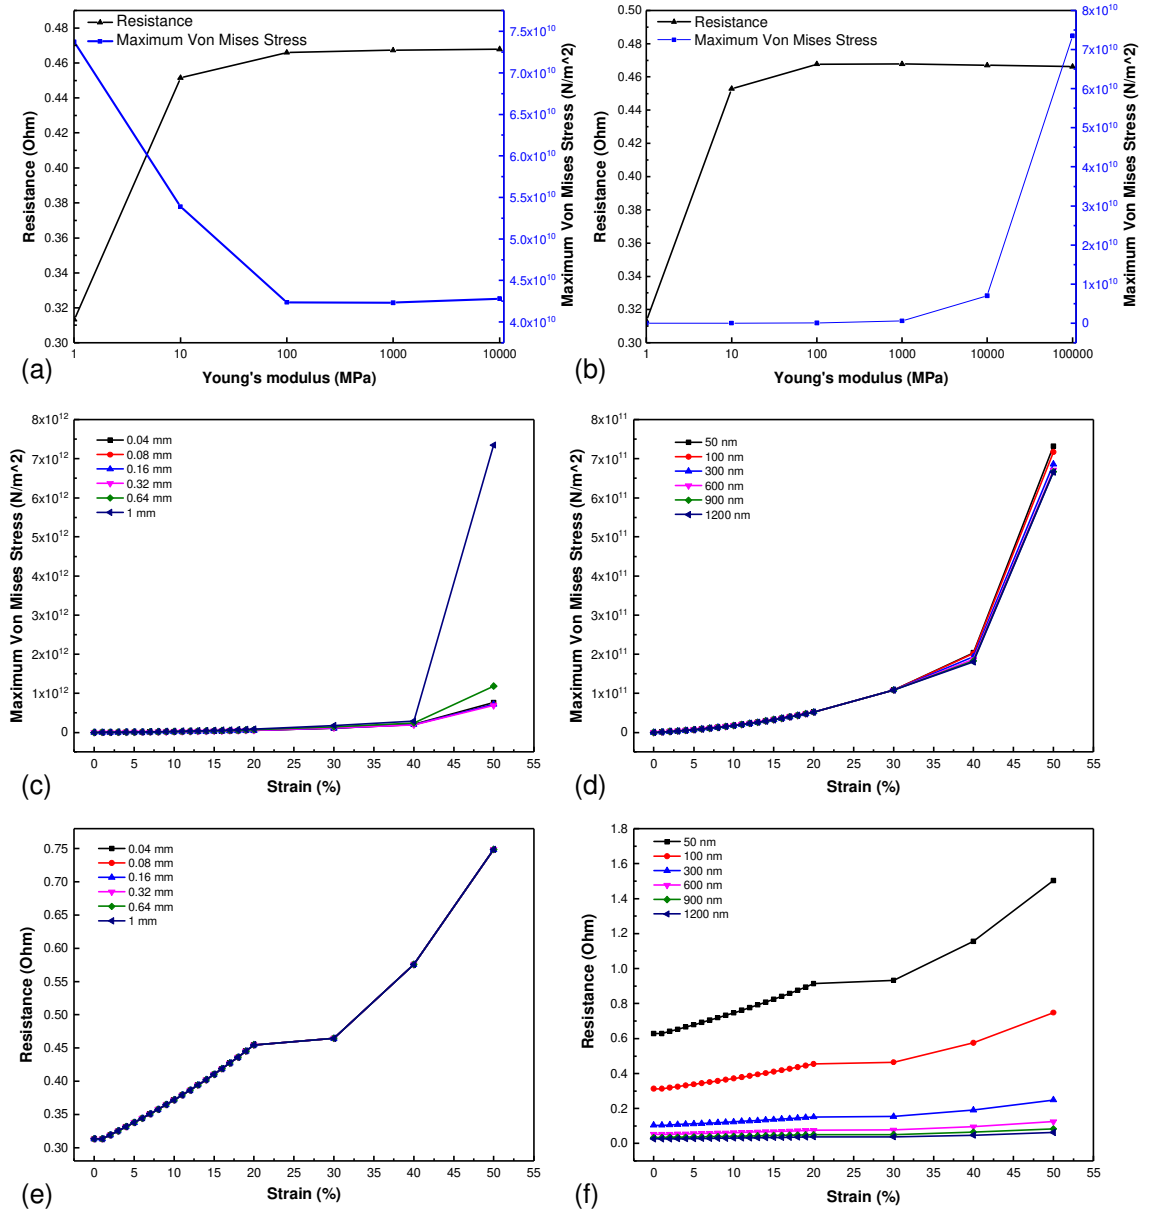 Resistance
Maximum Von Mises Stress
0.48
0.46
0.44
0.42
0.40
0.38
0.36
0.34
0.32
0.30
Resistance (Ohm)
7.5x10^10
7.0x10^10
6.5x10^10
6.0x10^10
5.5x10^10
5.0x10^10
4.5x10^10
4.0x10^10
Maximum Von Mises Stress (N/m^2)
1 10 100 1000 10000
Young's modulus (MPa)
(a)
Resistance
Maximum Von Mises Stress
0.50
0.48
0.46
0.44
0.42
0.40
0.38
0.36
0.34
0.32
0.30
Resistance (Ohm)
8x10^10
7x10^10
6x10^10
5x10^10
4x10^10
3x10^10
2x10^10
1x10^10
0
Maximum Von Mises Stress (N/m^2)
1 10 100 1000 10000 100000
Young's modulus (MPa)
(b)
8x10^12
7x10^12
6x10^12
5x10^12
4x10^12
3x10^12
2x10^12
1x10^12
0
Maximum Von Mises Stress (N/m^2)
0.04 mm
0.08 mm
0.16 mm
0.32 mm
0.64 mm
1 mm
0 5 10 15 20 25 30 35 40 45 50 55
Strain (%)
(c)
8x10^11
7x10^11
6x10^11
5x10^11
4x10^11
3x10^11
2x10^11
1x10^11
0
Maximum Von Mises Stress (N/m^2)
50 nm
100 nm
300 nm
600 nm
900 nm
1200 nm
0 5 10 15 20 25 30 35 40 45 50 55
Strain (%)
(d)
0.75
0.70
0.65
0.60
0.55
0.50
0.45
0.40
0.35
0.30
Resistance (Ohm)
0.04 mm
0.08 mm
0.16 mm
0.32 mm
0.64 mm
1 mm
0 5 10 15 20 25 30 35 40 45 50 55
Strain (%)
(e)
1.8
1.6
1.4
1.2
1.0
0.8
0.6
0.4
0.2
0.0
Resistance (Ohm)
50 nm
100 nm
300 nm
600 nm
900 nm
1200 nm
0 5 10 15 20 25 30 35 40 45 50 55
Strain (%)
(f)